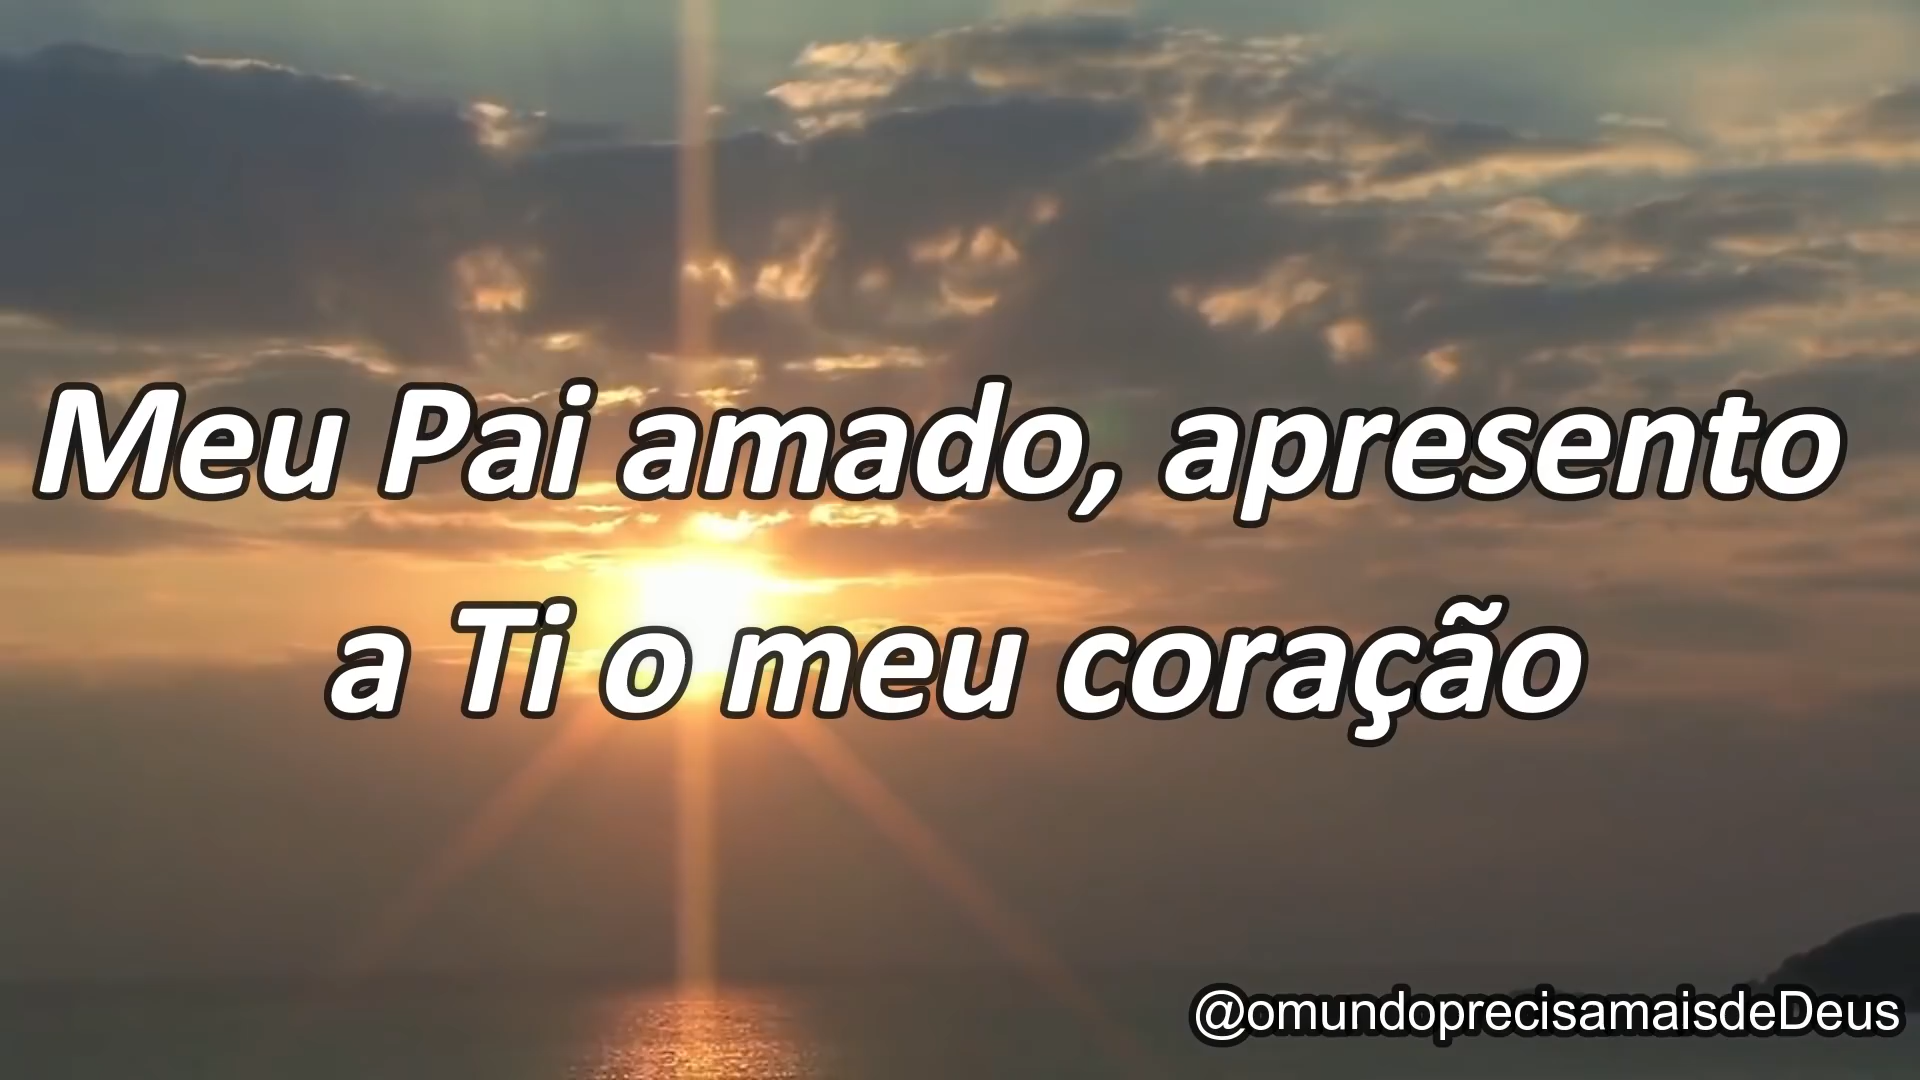 Meu Pai amado, apresento
a Ti o meu coração
@omundoprecisamaisdeDeus